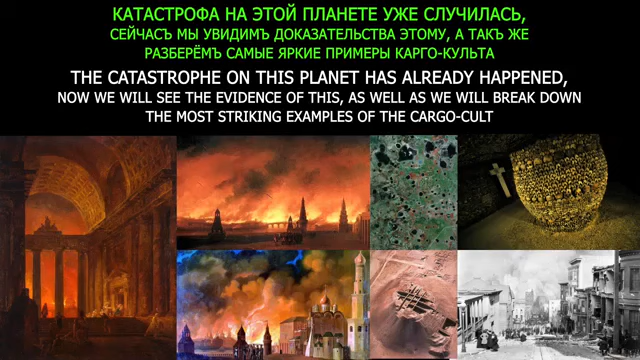 КАТАСТРОФА НА ЭТОЙ ПЛАНЕТЕ УЖЕ СЛУЧИЛАСЬ,
СЕЙЧАСЪ МЫ УВИДИМЪ ДОКАЗАТЕЛЬСТВА ЭТОМУ, А ТАКЪ ЖЕ
РАЗБЕРЁМЪ САМЫЕ ЯРКИЕ ПРИМЕРЫ КАРГО-КУЛЬТА
THE CATASTROPHE ON THIS PLANET HAS ALREADY HAPPENED,
NOW WE WILL SEE THE EVIDENCE OF THIS, AS WELL AS WE WILL BREAK DOWN
THE MOST STRIKING EXAMPLES OF THE CARGO-CULT